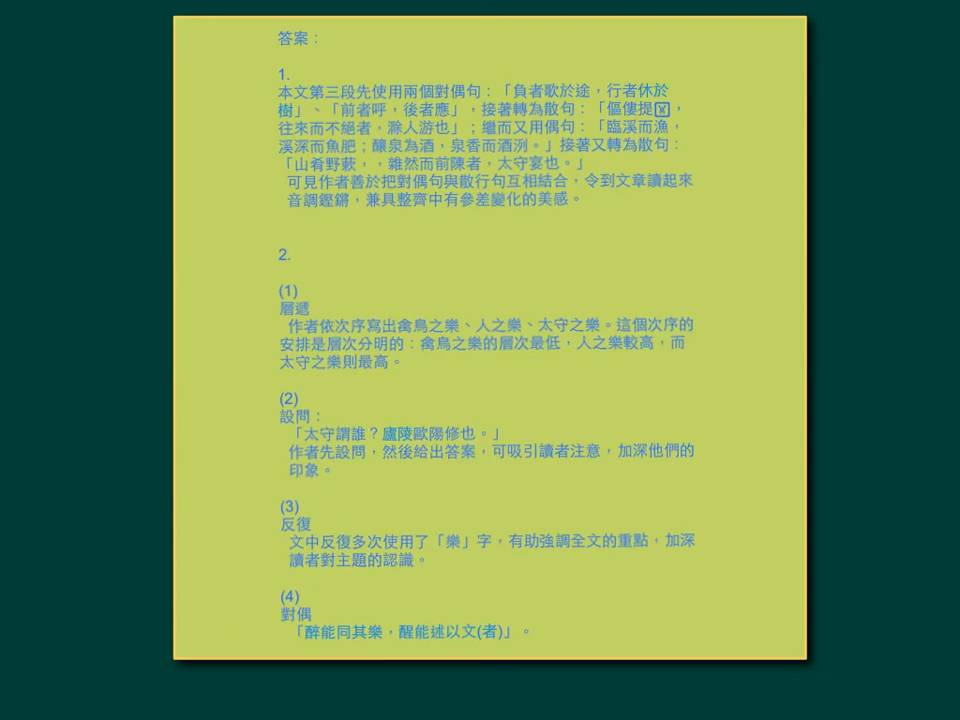 答案：
1.
本文第三段先使用兩個對偶句：「負者歌於途，行者休於
樹」、「前者呼，後者應」，接著轉為散句：「傴僂提，
往來而不絕者，滁人游也」；繼而又用偶句：「臨溪而漁，
溪深而魚肥；釀泉為酒，泉香而酒洌。」接著又轉為散句：
「山肴野蔌，，雜然而前陳者，太守宴也。」
可見作者善於把對偶句與散行句互相結合，令到文章讀起來
音調鏗鏘，兼具整齊中有參差變化的美感。
2.
(1)
層遞
作者依次序寫出禽鳥之樂、人之樂、太守之樂。這個次序的
安排是層次分明的：禽鳥之樂的層次最低，人之樂較高，而
太守之樂則最高。
(2)
設問：
「太守謂誰？廬陵歐陽修也。」
作者先設問，然後給出答案，可吸引讀者注意，加深他們的
印象。
(3)
反復
文中反復多次使用了「樂」字，有助強調全文的重點，加深
讀者對主題的認識。
(4)
對偶
「醉能同其樂，醒能述以文(者)」。